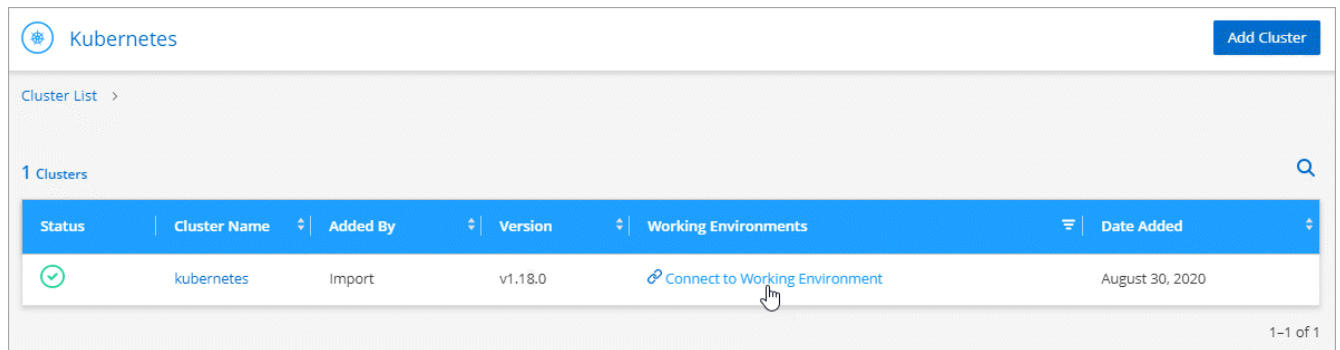 Kubernetes
Add Cluster
Cluster List >
1 Clusters
Status Cluster Name Added By Version Working Environments Date Added
kubernetes Import v1.18.0 Connect to Working Environment August 30, 2020
1–1 of 1